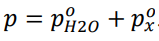 p = p^o_{H2O} + p^o_x